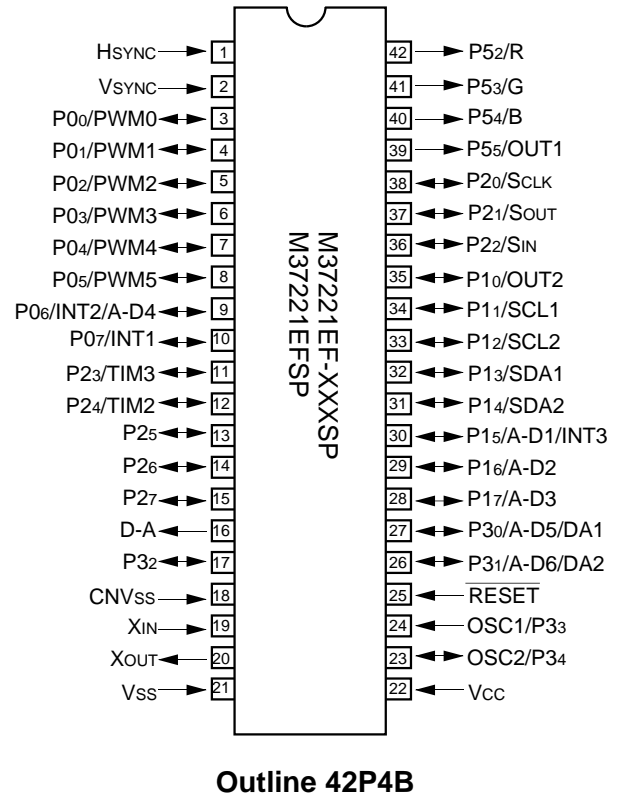 HSYNC 1
VSYNC 2
P00/PWM0 3
P01/PWM1 4
P02/PWM2 5
P03/PWM3 6
P04/PWM4 7
P05/PWM5 8
P06/INT2/A-D4 9
P07/INT1 10
P23/TIM3 11
P24/TIM2 12
P25 13
P26 14
P27 15
D-A 16
P32 17
CNVSS 18
XIN 19
XOUT 20
VSS 21
M37221EF-XXXSP
M37221EFSP
42 P52/R
41 P53/G
40 P54/B
39 P55/OUT1
38 P20/SCLK
37 P21/SOUT
36 P22/SIN
35 P10/OUT2
34 P11/SCL1
33 P12/SCL2
32 P13/SDA1
31 P14/SDA2
30 P15/A-D1/INT3
29 P16/A-D2
28 P17/A-D3
27 P30/A-D5/DA1
26 P31/A-D6/DA2
25 RESET
24 OSC1/P33
23 OSC2/P34
22 VCC
Outline 42P4B